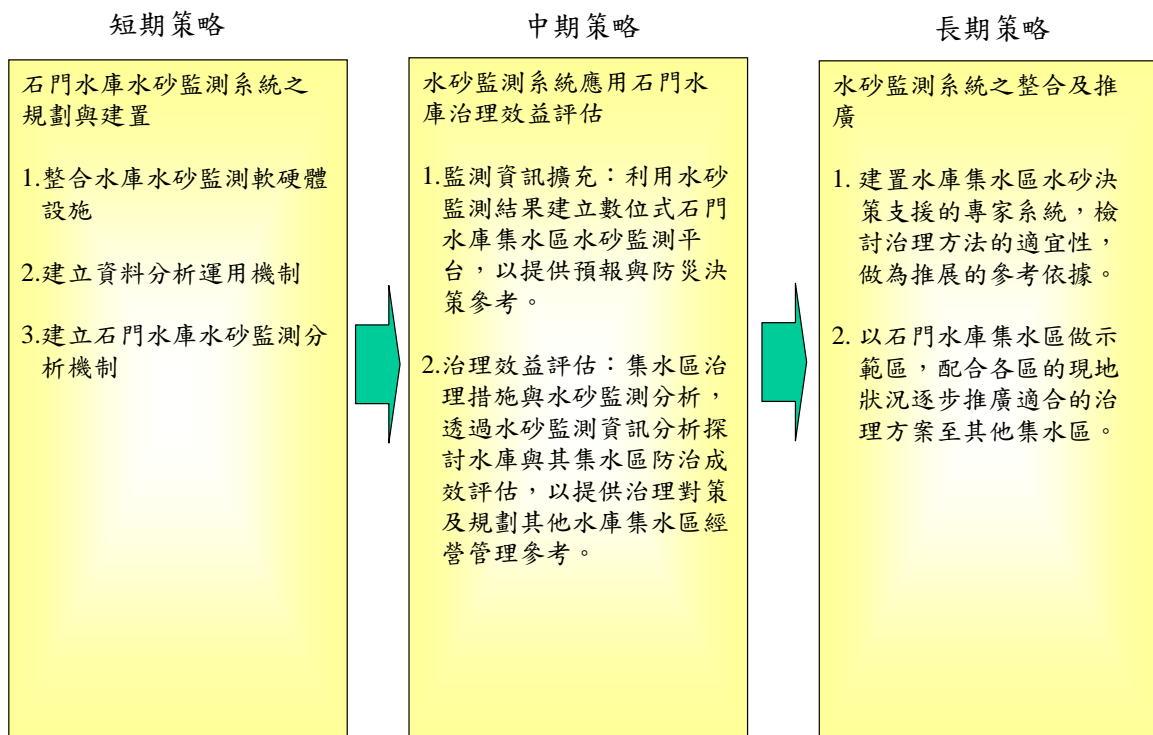 短期策略
石門水庫水砂監測系統之
規劃與建置
1.整合水庫水砂監測軟硬體
設施
2.建立資料分析運用機制
3.建立石門水庫水砂監測分
析機制
中期策略
水砂監測系統應用石門水
庫治理效益評估
1.監測資訊擴充：利用水砂
監測結果建立數位式石門
水庫集水區水砂監測平
台，以提供預報與防災決
策參考。
2.治理效益評估：集水區治
理措施與水砂監測分析，
透過水砂監測資訊分析探
討水庫與其集水區防治成
效評估，以提供治理對策
及規劃其他水庫集水區經
營管理參考。
長期策略
水砂監測系統之整合及推
廣
1. 建置水庫集水區水砂決
策支援的專家系統，檢
討治理方法的適宜性，
做為推展的參考依據。
2. 以石門水庫集水區做示
範區，配合各區的現地
狀況逐步推廣適合的治
理方案至其他集水區。